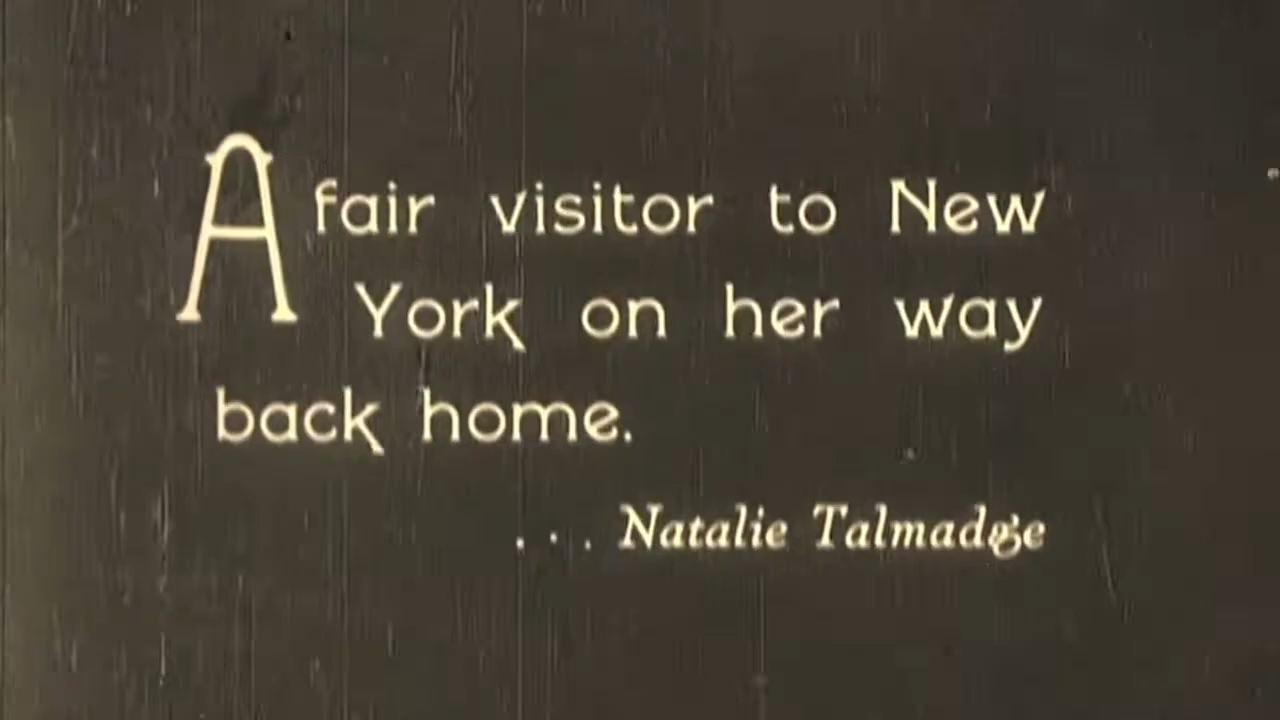 A fair visitor to New
York on her way
back home.
. . . Natalie Talmadge